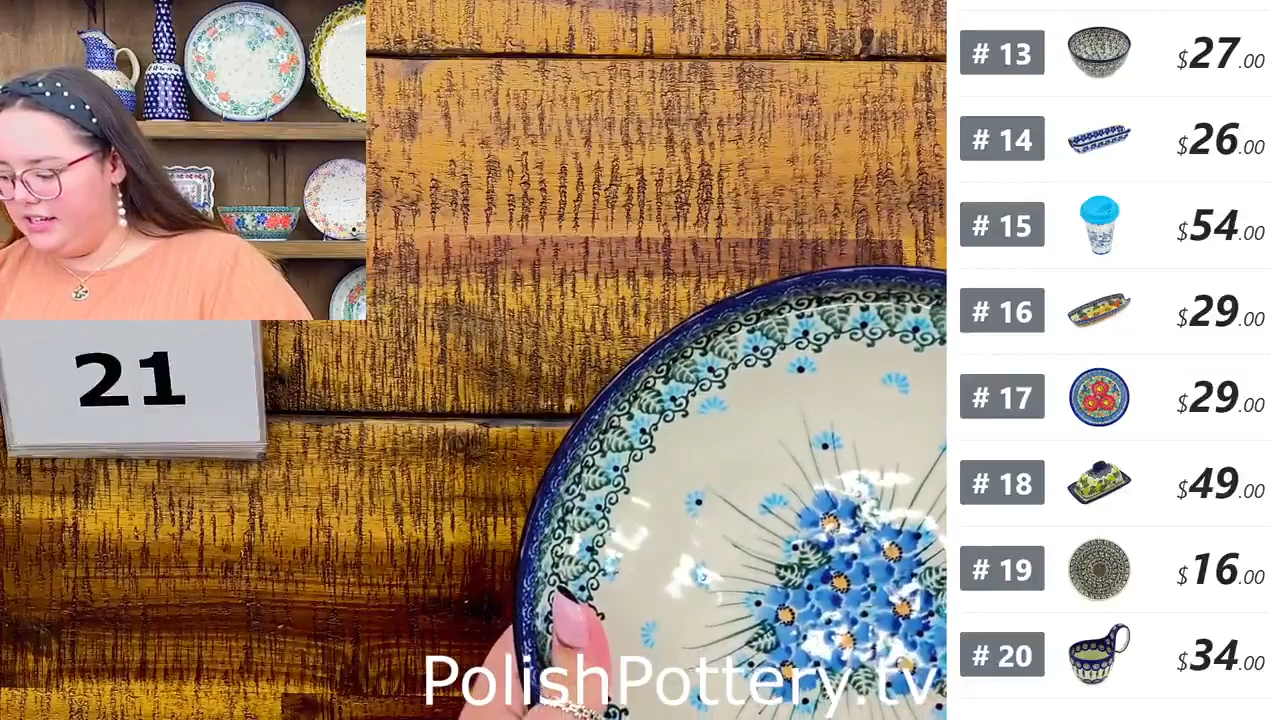 21
PolishPottery.tv
# 13 $27.00
# 14 $26.00
# 15 $54.00
# 16 $29.00
# 17 $29.00
# 18 $49.00
# 19 $16.00
# 20 $34.00